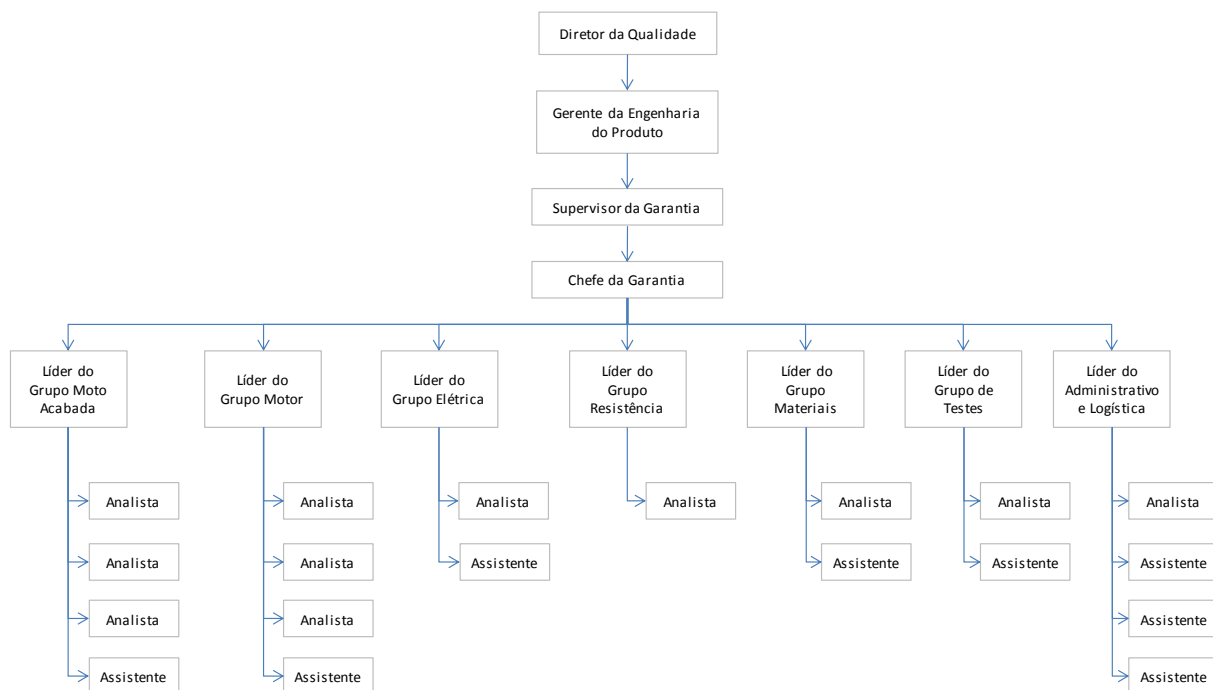 Diretor da Qualidade
Gerente da Engenharia
do Produto
Supervisor da Garantia
Chefe da Garantia
Líder do
Grupo Moto
Acabada
Líder do
Grupo Motor
Líder do
Grupo Elétrica
Líder do
Grupo
Resistência
Líder do
Grupo
Materiais
Líder do
Grupo de
Testes
Líder do
Administrativo
e Logística
Analista
Analista
Analista
Analista
Analista
Analista
Analista
Analista
Analista
Assistente
Assistente
Assistente
Assistente
Analista
Analista
Assistente
Assistente
Assistente
Assistente